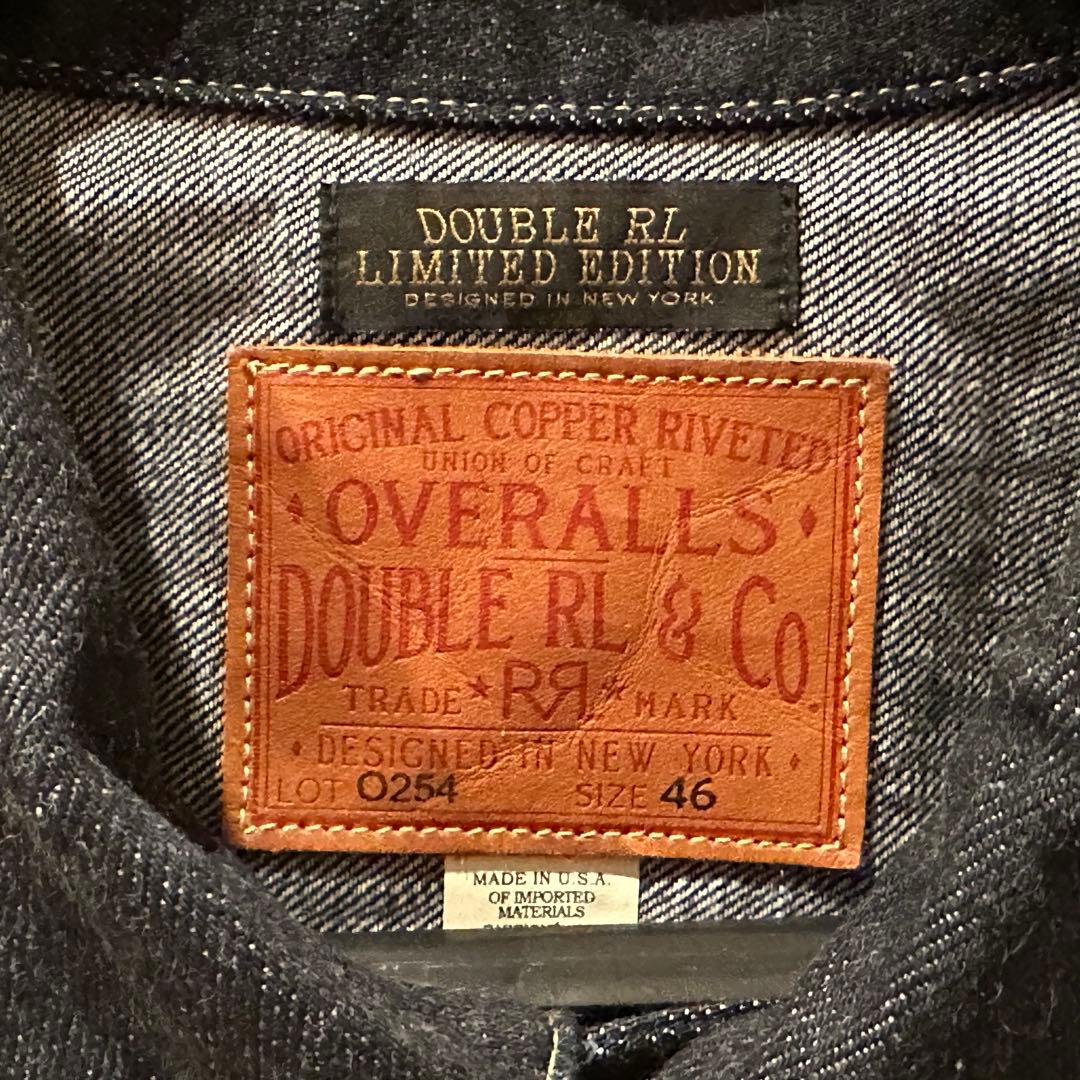 DOUBLE RL
LIMITED EDITION
DESIGNED IN NEW YORK
ORIGINAL COPPER RIVETED
UNION OF CRAFT
OVERALLS
DOUBLE RL & Co.
TRADE ★ RR ★ MARK
DESIGNED IN NEW YORK
LOT 0254 SIZE 46
MADE IN U.S.A.
OF IMPORTED
MATERIALS